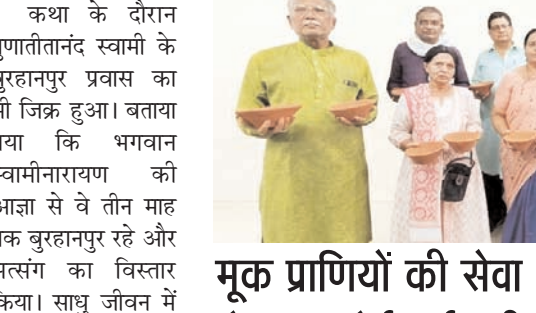 कथा के दौरान
गुणातीतानंद स्वामी के
बुरहानपुर प्रवास का
भी जिक्र हुआ। बताया
गया कि भगवान
स्वामीनारायण की
आज्ञा से वे तीन माह
तक बुरहानपुर रहे और
सत्संग का विस्तार
किया। साधु जीवन में
मूक प्राणियों की सेवा